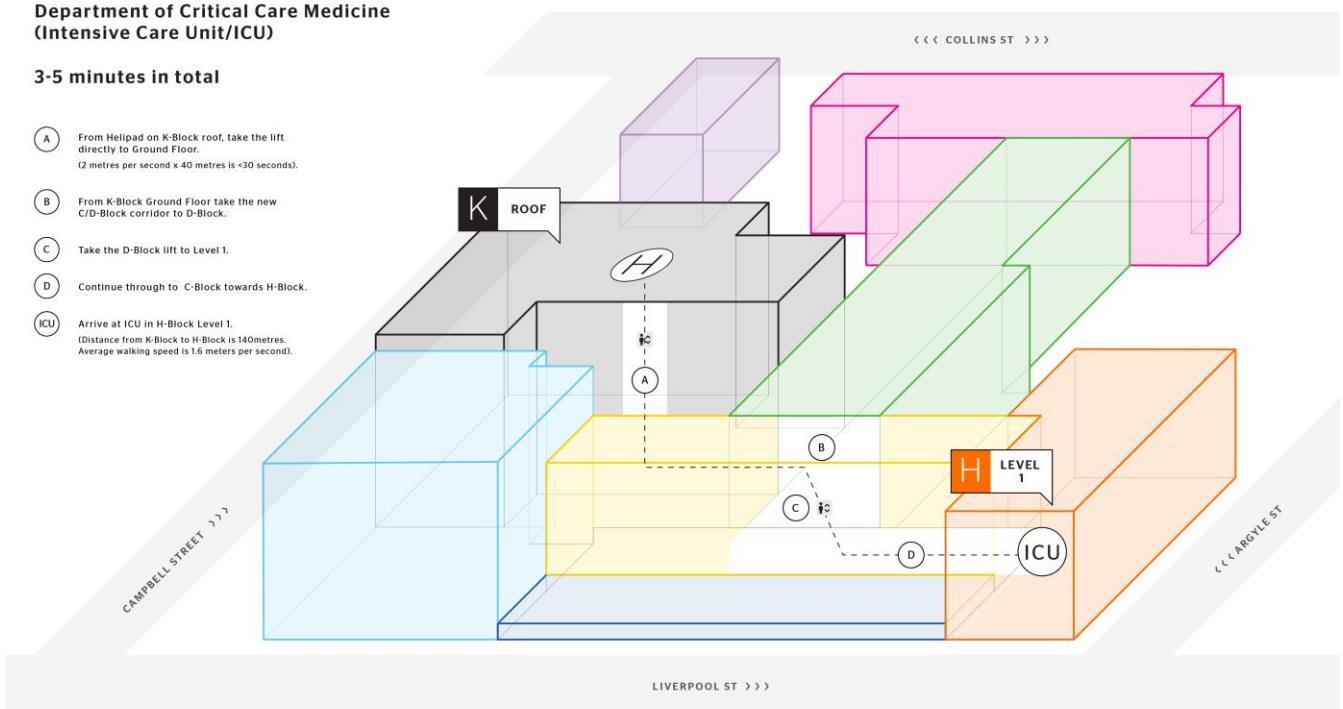 Department of Critical Care Medicine
(Intensive Care Unit/ICU)
3-5 minutes in total
A
From Helipad on K-Block roof, take the lift
directly to Ground Floor.
(2 metres per second x 40 metres is <30 seconds).
B
From K-Block Ground Floor take the new
C/D-Block corridor to D-Block.
C
Take the D-Block lift to Level 1.
D
Continue through to C-Block towards H-Block.
ICU
Arrive at ICU in H-Block Level 1.
(Distance from K-Block to H-Block is 140metres.
Average walking speed is 1.6 meters per second).
<<< COLLINS ST >>>
K ROOF
H
A
B
H LEVEL
1
C
D
ICU
CAMPBELL STREET >>>
<<< ARGYLE ST
LIVERPOOL ST >>>